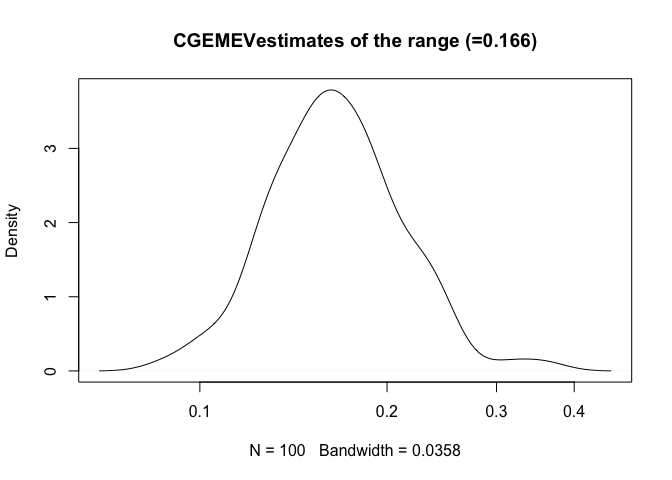 CGEMEVestimates of the range (=0.166)
Density
3
2
1
0
0.1 0.2 0.3 0.4
N = 100 Bandwidth = 0.0358